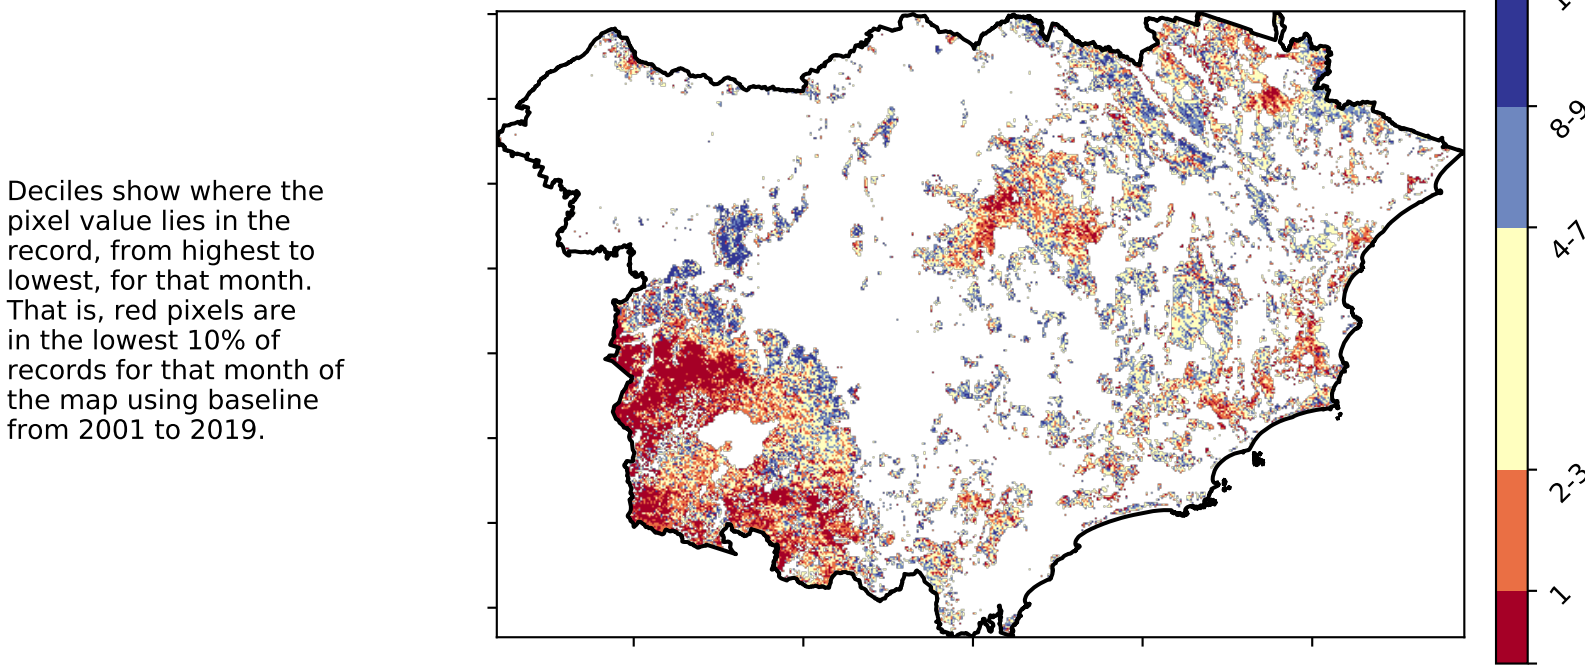 Deciles show where the
pixel value lies in the
record, from highest to
lowest, for that month.
That is, red pixels are
in the lowest 10% of
records for that month of
the map using baseline
from 2001 to 2019.
8-9
4-7
2-3
1